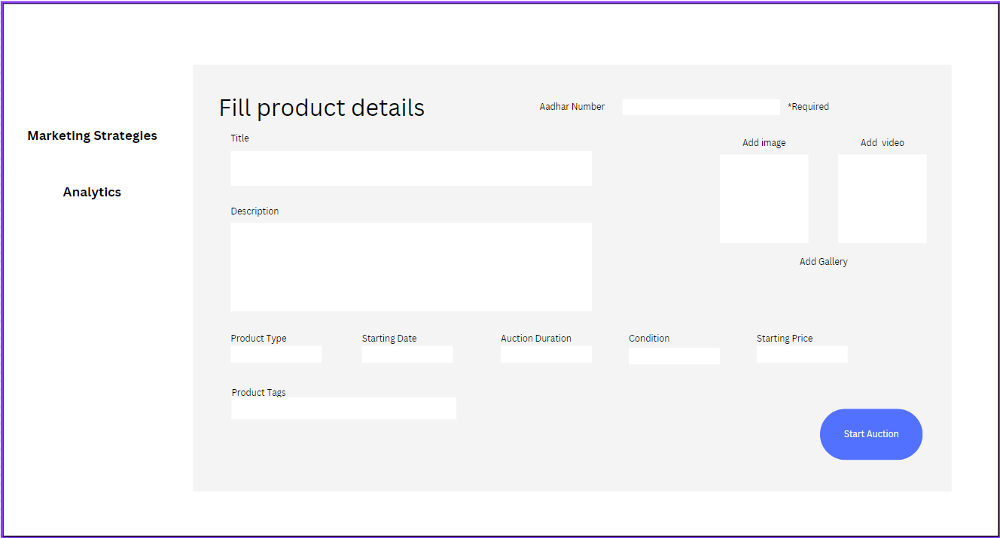 Fill product details
Aadhar Number
*Required
Marketing Strategies
Title
Add image
Add  video
Analytics
Description
Add Gallery
Product Type
Starting Date
Auction Duration
Condition
Starting Price
Product Tags
Start Auction